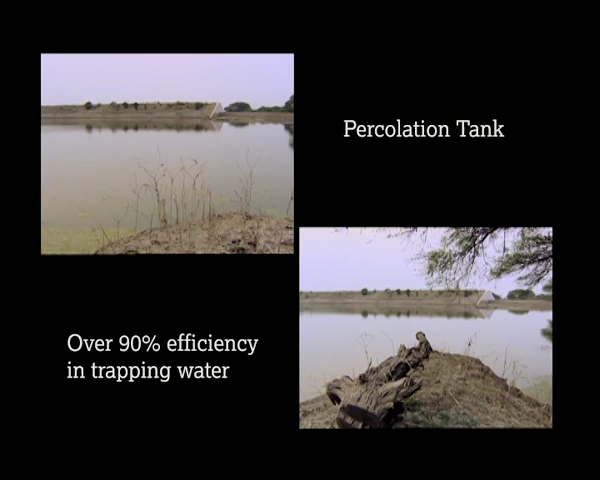 Percolation Tank
Over 90% efficiency
in trapping water